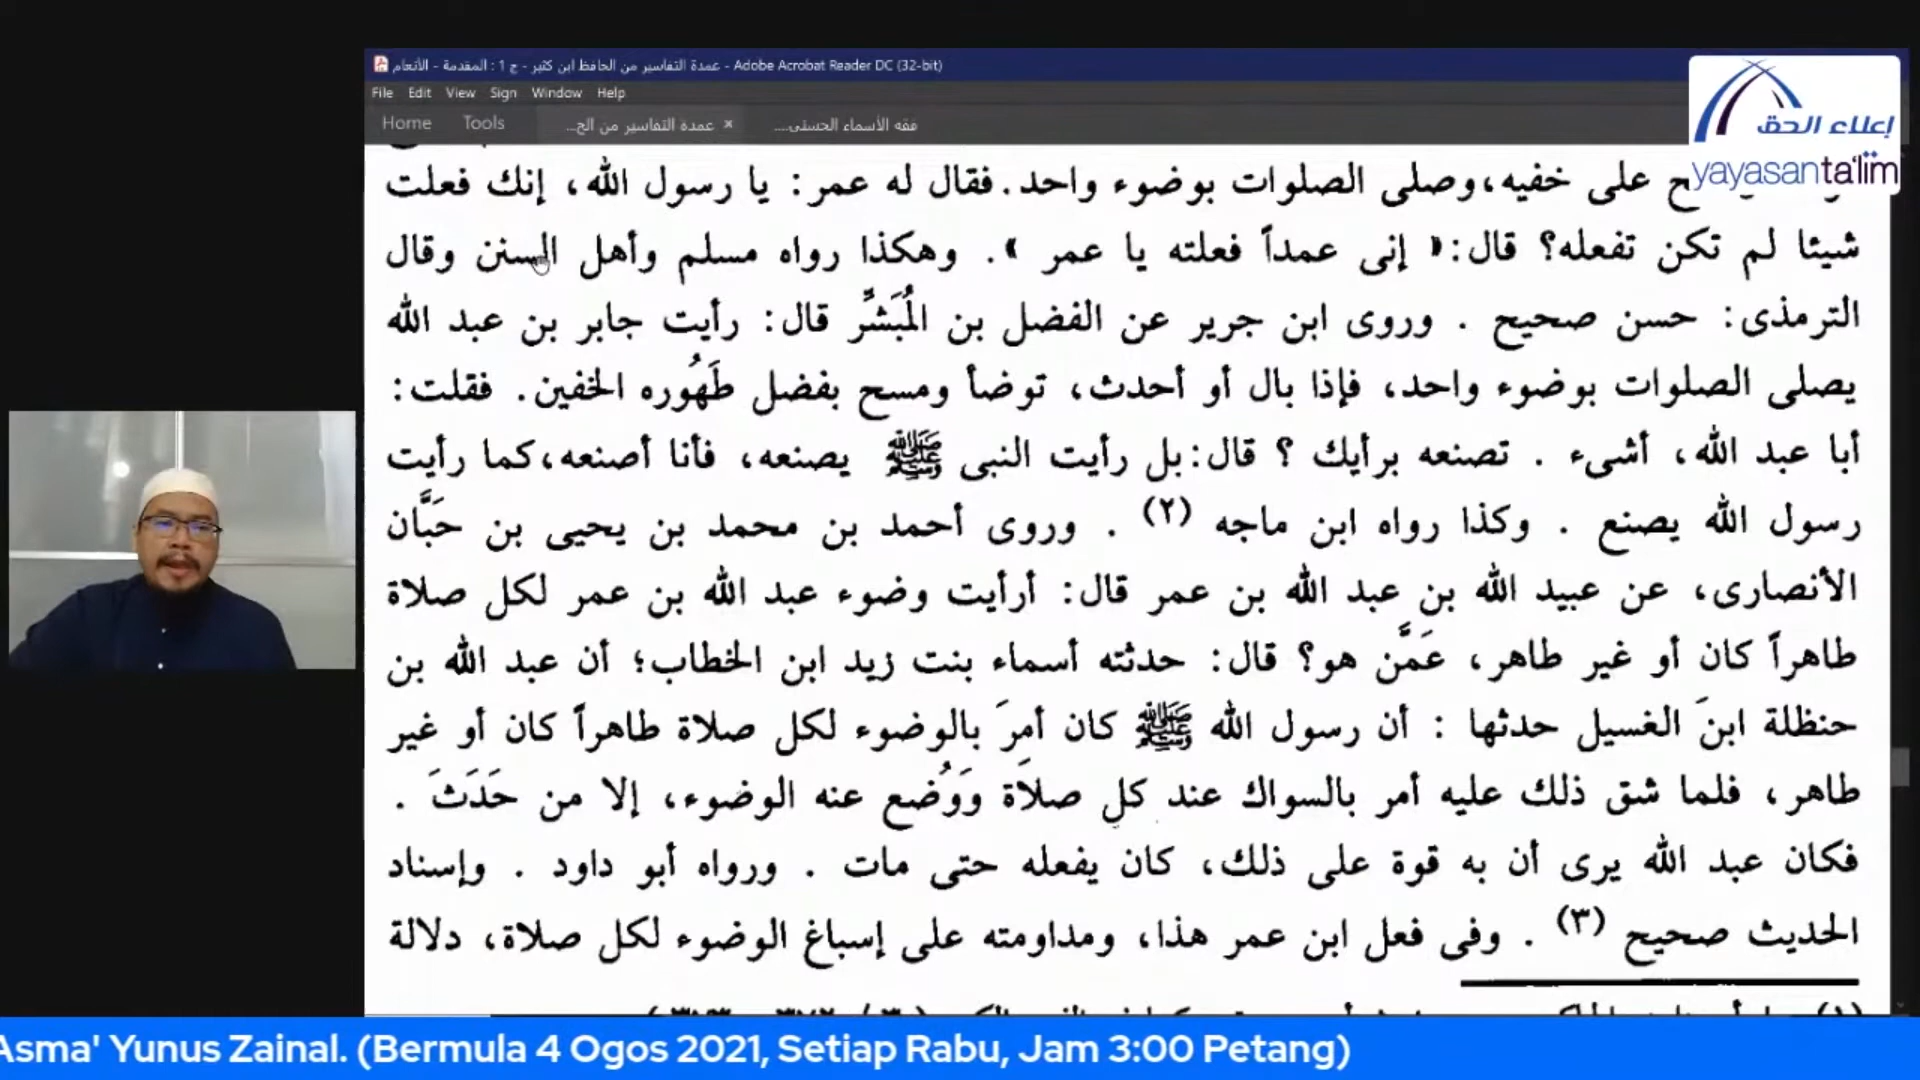 عمدة التفاسير من الحافظ ابن كثير - ج 1 : المقدمة - الأنعام - Adobe Acrobat Reader DC (32-bit)
File Edit View Sign Window Help
Home Tools عمدة التفاسير من الح... × فقه الأسماء الحسنى....
إعلاء الحق
yayasanta'lim
على خفيه، وصلى الصلوات بوضوء واحد. فقال له عمر: يا رسول الله، إنك فعلت
شيئا لم تكن تفعله؟ قال: « إنى عمداً فعلته يا عمر » . وهكذا رواه مسلم وأهل السنن وقال
الترمذى: حسن صحيح . وروى ابن جرير عن الفضل بن المُبَشِّر قال: رأيت جابر بن عبد الله
يصلى الصلوات بوضوء واحد، فإذا بال أو أحدث، توضأ ومسح بفضل طَهُوره الخفين. فقلت:
أبا عبد الله، أشىء . تصنعه برأيك ؟ قال: بل رأيت النبى ﷺ يصنعه، فأنا أصنعه، كما رأيت
رسول الله يصنع . وكذا رواه ابن ماجه (٢) . وروى أحمد بن محمد بن يحيى بن حَبَّان
الأنصارى، عن عبيد الله بن عبد الله بن عمر قال: أرأيت وضوء عبد الله بن عمر لكل صلاة
طاهراً كان أو غير طاهر، عَمَّن هو؟ قال: حدثته أسماء بنت زيد ابن الخطاب؛ أن عبد الله بن
حنظلة ابنَ الغسيل حدثها : أن رسول الله ﷺ كان أمِرَ بالوضوء لكل صلاة طاهراً كان أو غير
طاهر، فلما شق ذلك عليه أمر بالسواك عند كل صلاة وَوُضع عنه الوضوء، إلا من حَدَثَ .
فكان عبد الله يرى أن به قوة على ذلك، كان يفعله حتى مات . ورواه أبو داود . وإسناد
الحديث صحيح (٣) . وفى فعل ابن عمر هذا، ومداومته على إسباغ الوضوء لكل صلاة، دلالة
Asma' Yunus Zainal. (Bermula 4 Ogos 2021, Setiap Rabu, Jam 3:00 Petang)